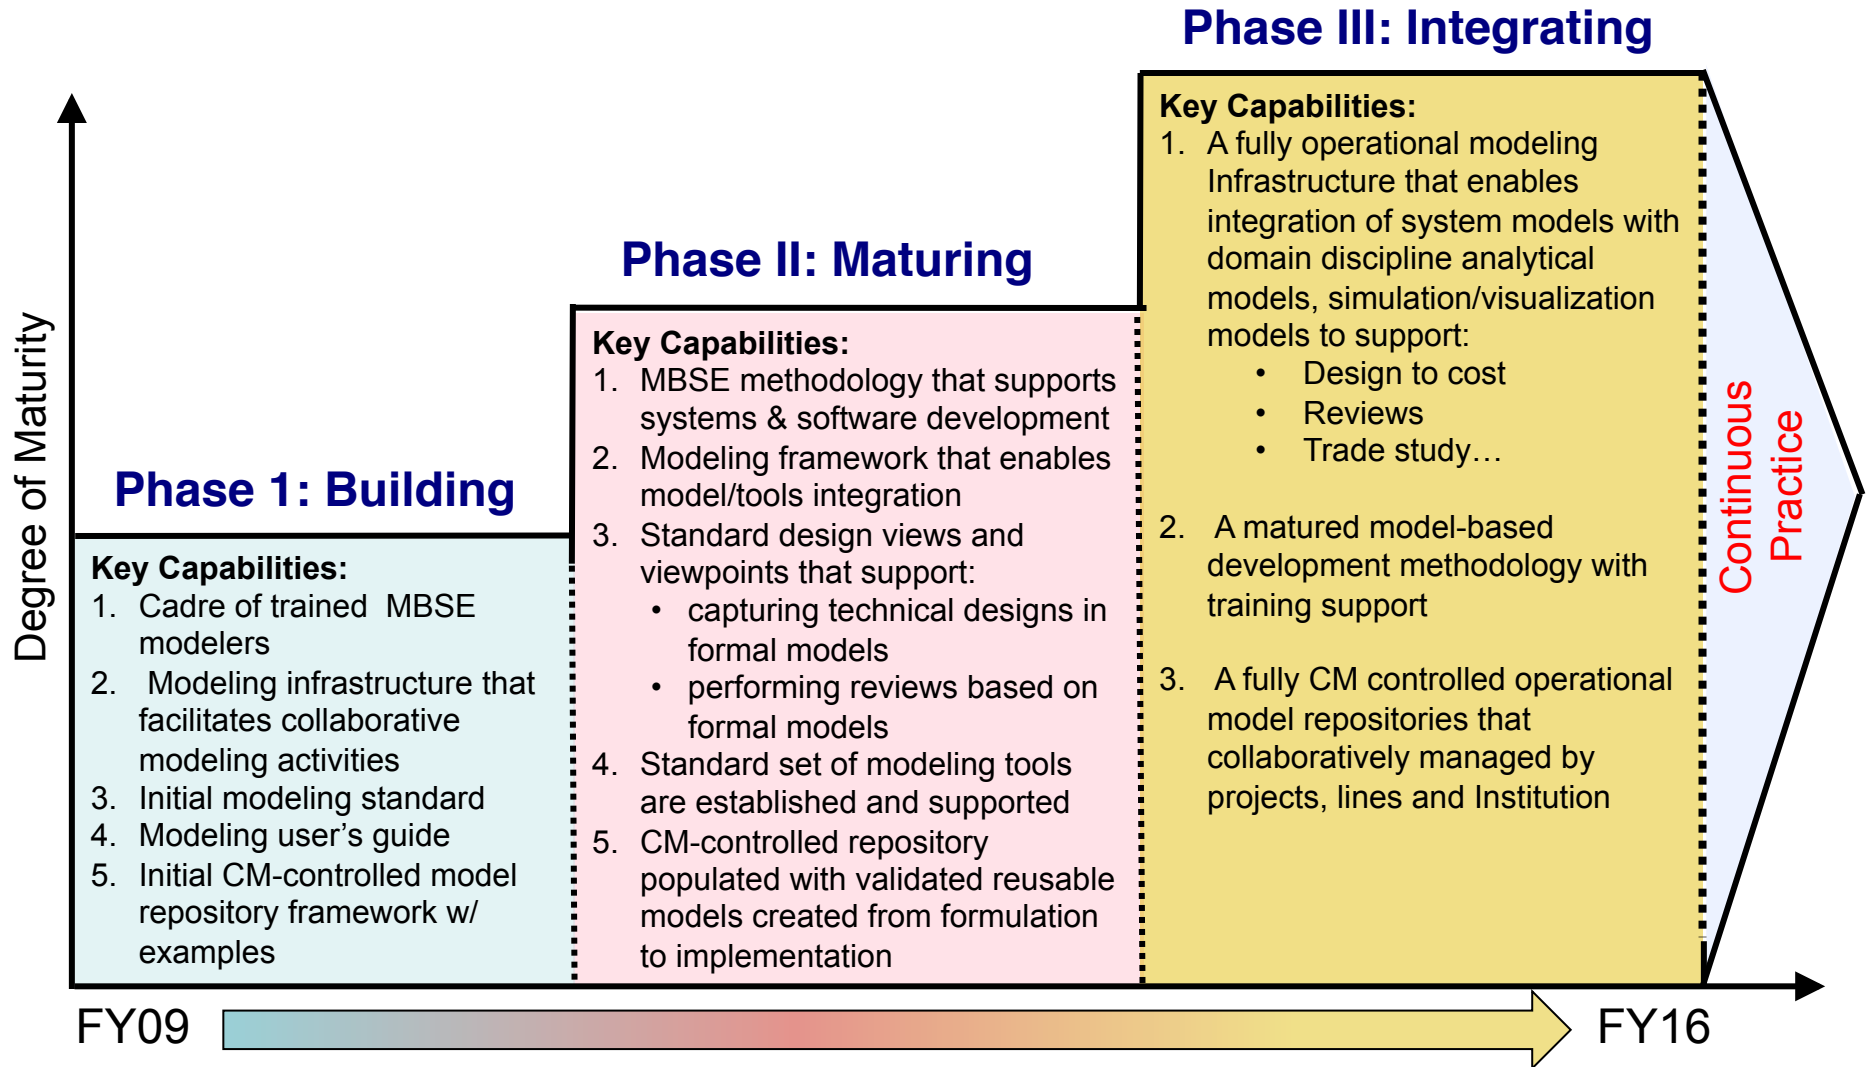 Phase III: Integrating
Key Capabilities:
1. A fully operational modeling
Infrastructure that enables
integration of system models with
domain discipline analytical
models, simulation/visualization
models to support:
• Design to cost
• Reviews
• Trade study…
2. A matured model-based
development methodology with
training support
3. A fully CM controlled operational
model repositories that
collaboratively managed by
projects, lines and Institution
Phase II: Maturing
Key Capabilities:
1. MBSE methodology that supports
systems & software development
2. Modeling framework that enables
model/tools integration
3. Standard design views and
viewpoints that support:
• capturing technical designs in
formal models
• performing reviews based on
formal models
4. Standard set of modeling tools
are established and supported
5. CM-controlled repository
populated with validated reusable
models created from formulation
to implementation
Phase 1: Building
Key Capabilities:
1. Cadre of trained MBSE
modelers
2. Modeling infrastructure that
facilitates collaborative
modeling activities
3. Initial modeling standard
4. Modeling user’s guide
5. Initial CM-controlled model
repository framework w/
examples
Degree of Maturity
Continuous
Practice
FY09
FY16